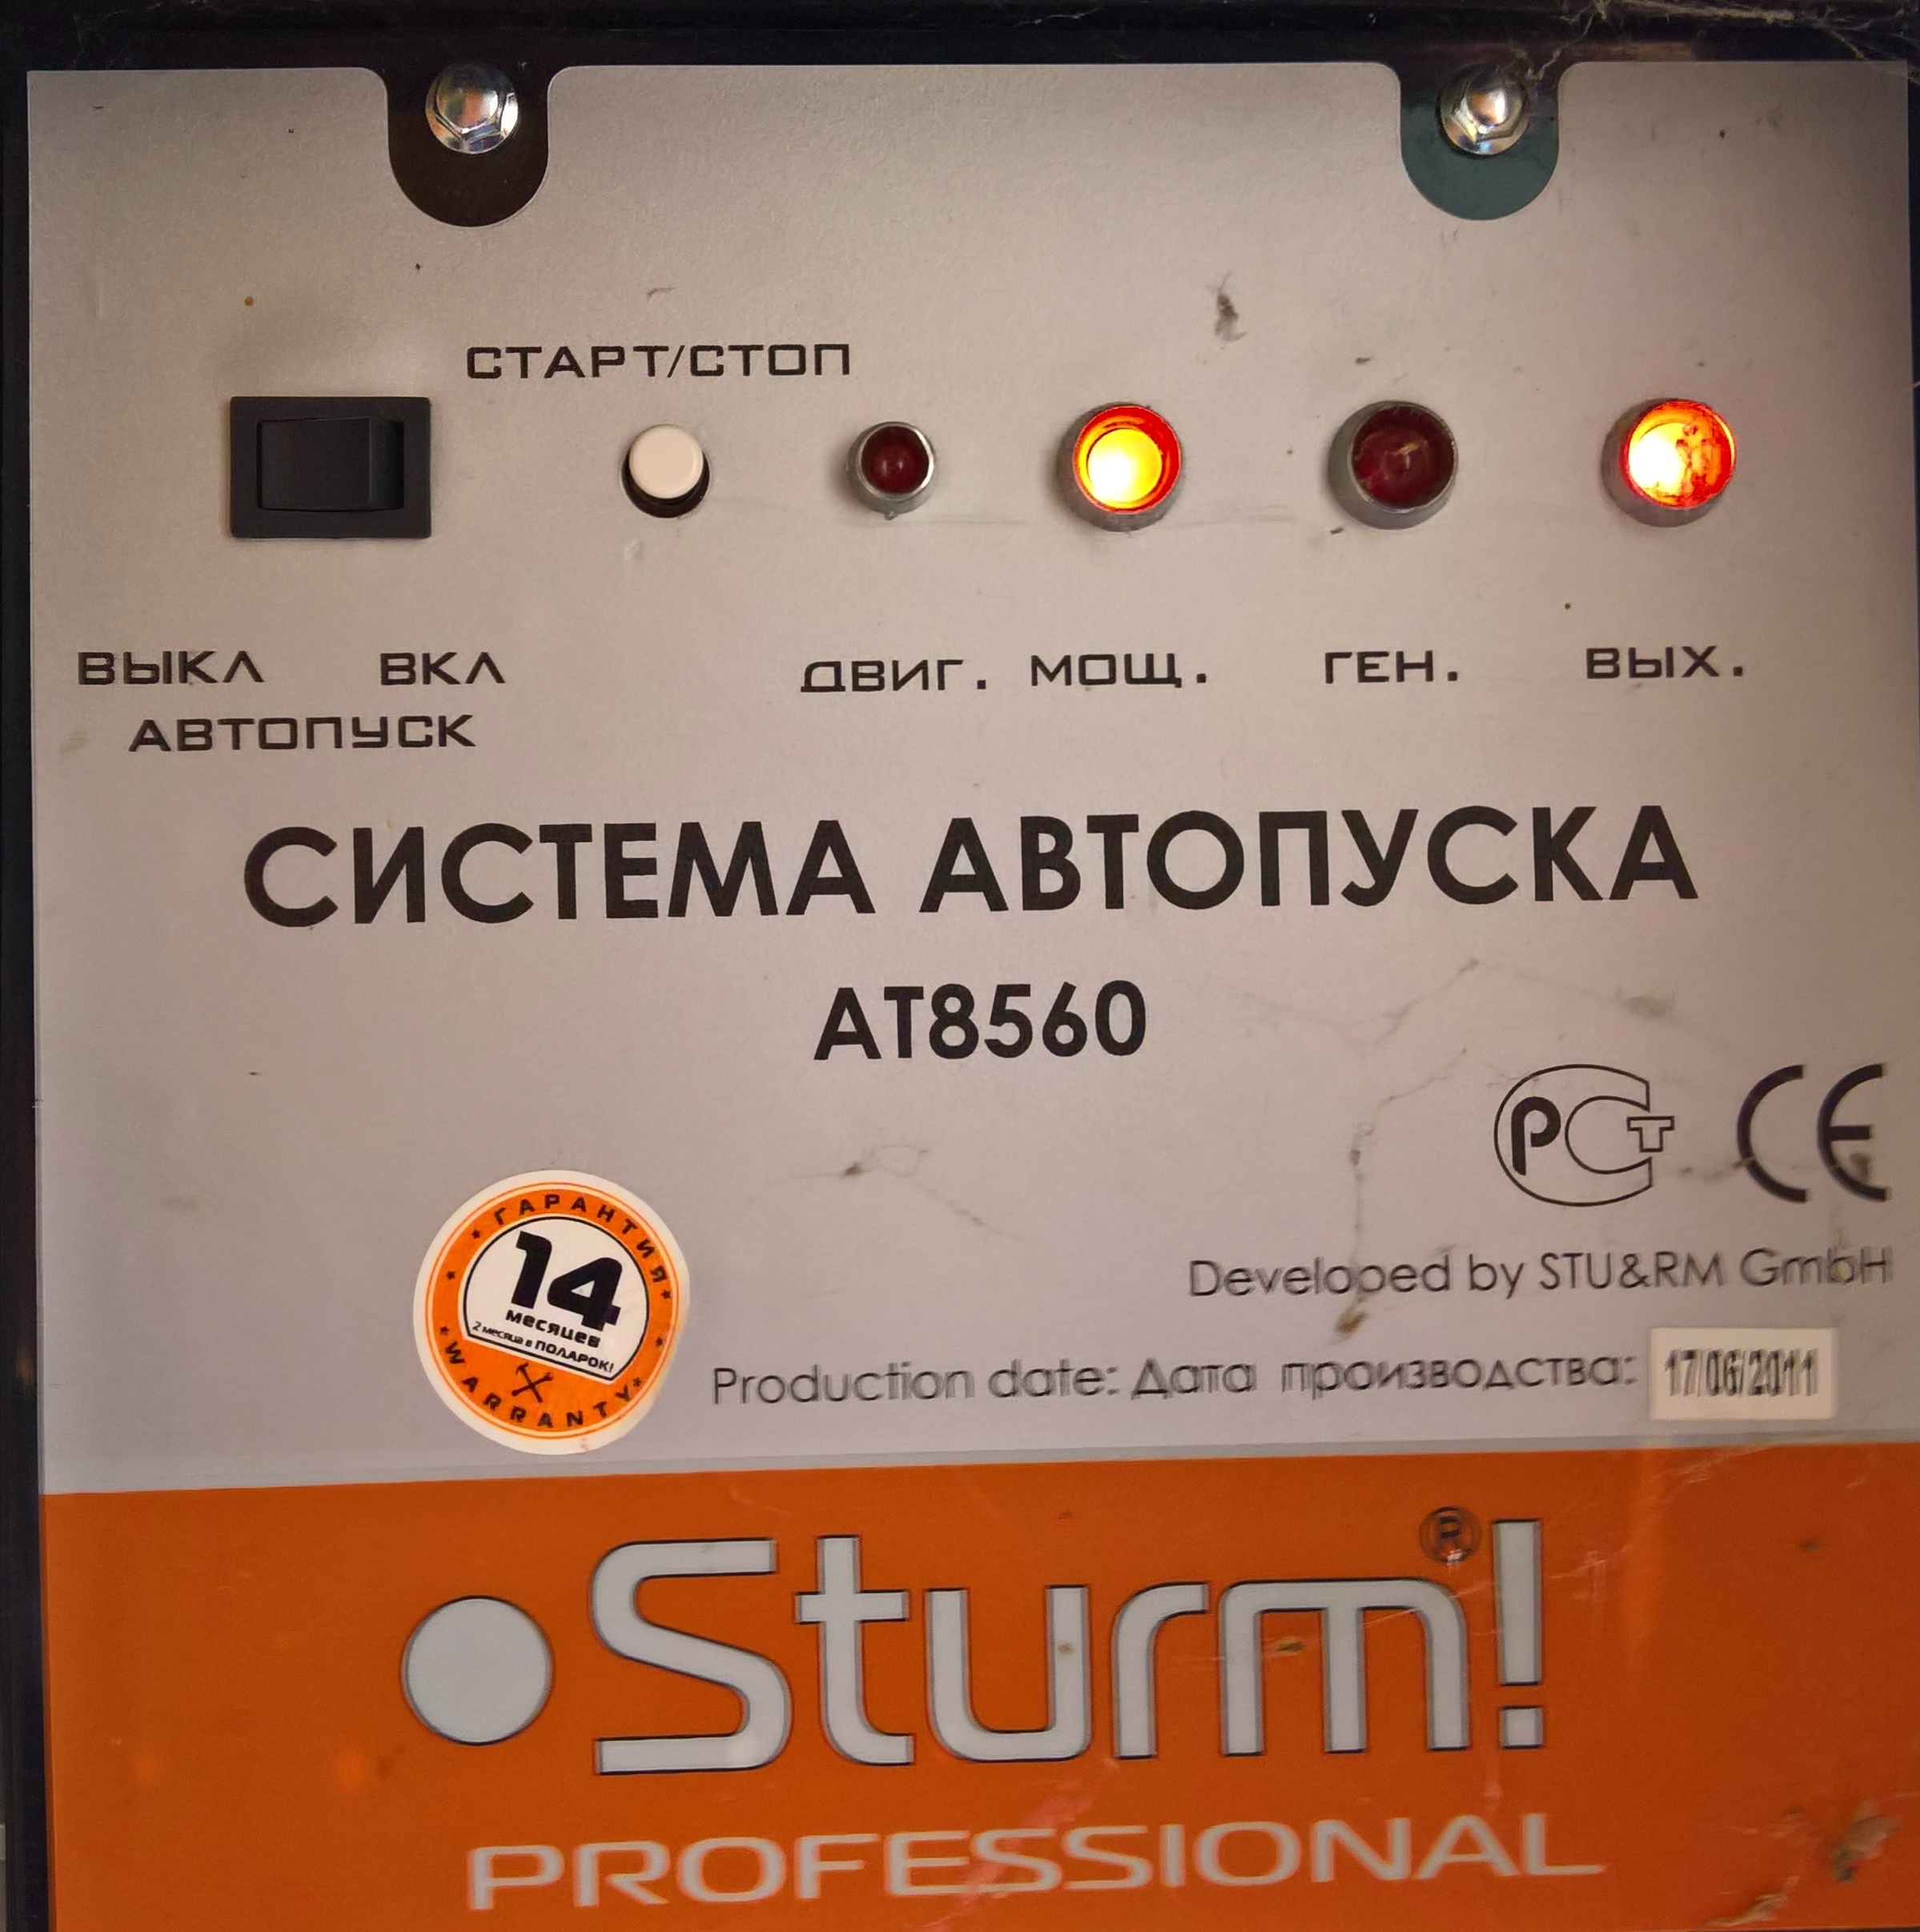 СТАРТ/СТОП
ВЫКЛ ВКЛ ДВИГ. МОЩ. ГЕН. ВЫХ.
АВТОПУСК
СИСТЕМА АВТОПУСКА
AT8560
РСТ CE
ГАРАНТИЯ
14
месяцев
2 месяца в ПОДАРОК!
WARRANTY
Developed by STU&RM GmbH
Production date: Дата производства: 17/06/2011
Sturm!®
PROFESSIONAL